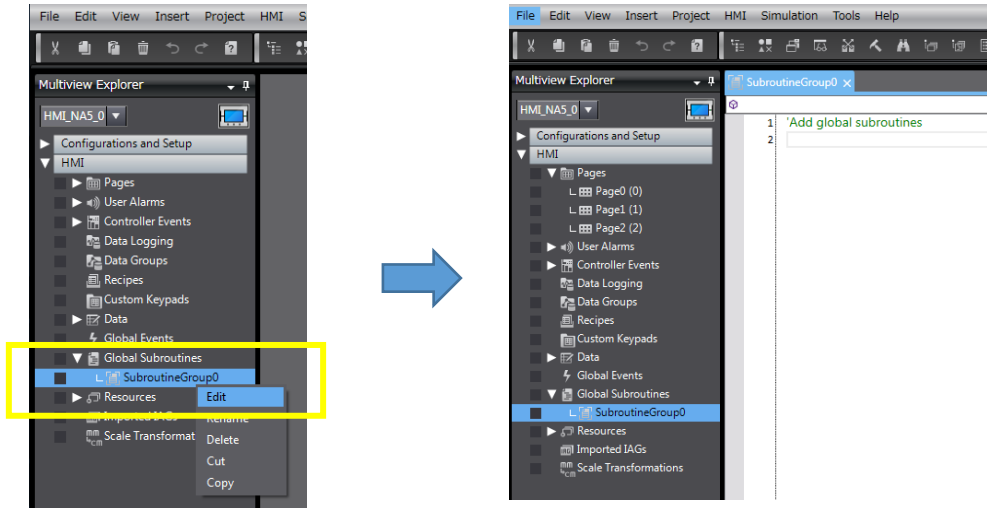 File Edit View Insert Project HMI S
Multiview Explorer
HMI_NA5_0
Configurations and Setup
HMI
Pages
User Alarms
Controller Events
Data Logging
Data Groups
Recipes
Custom Keypads
Data
Global Events
Global Subroutines
SubroutineGroup0
Resources
Imported IAGs
Scale Transformat
Edit
Rename
Delete
Cut
Copy
File Edit View Insert Project HMI Simulation Tools Help
Multiview Explorer
HMI_NA5_0
Configurations and Setup
HMI
Pages
Page0 (0)
Page1 (1)
Page2 (2)
User Alarms
Controller Events
Data Logging
Data Groups
Recipes
Custom Keypads
Data
Global Events
Global Subroutines
SubroutineGroup0
Resources
Imported IAGs
Scale Transformations
SubroutineGroup0
1 'Add global subroutines
2